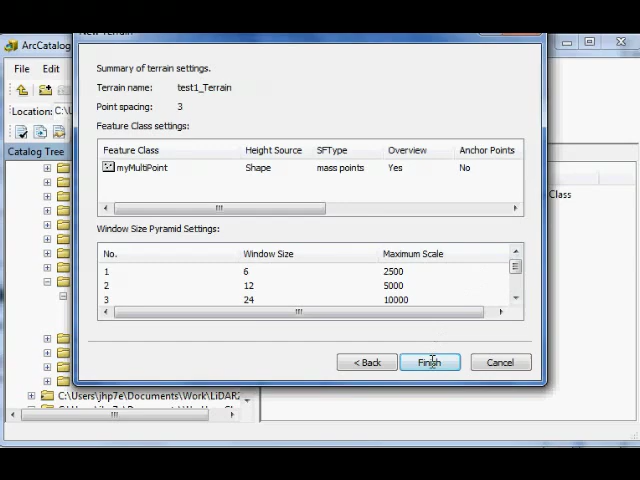 New Terrain
ArcCatalog
File Edit
Location: C:\U
Catalog Tree
Class
Summary of terrain settings.
Terrain name: test1_Terrain
Point spacing: 3
Feature Class settings:
Feature Class Height Source SFType Overview Anchor Points
myMultiPoint Shape mass points Yes No
Window Size Pyramid Settings:
No. Window Size Maximum Scale
1 6 2500
2 12 5000
3 24 10000
< Back Finish Cancel
C:\Users\jhp7e\Documents\Work\LiDAR2